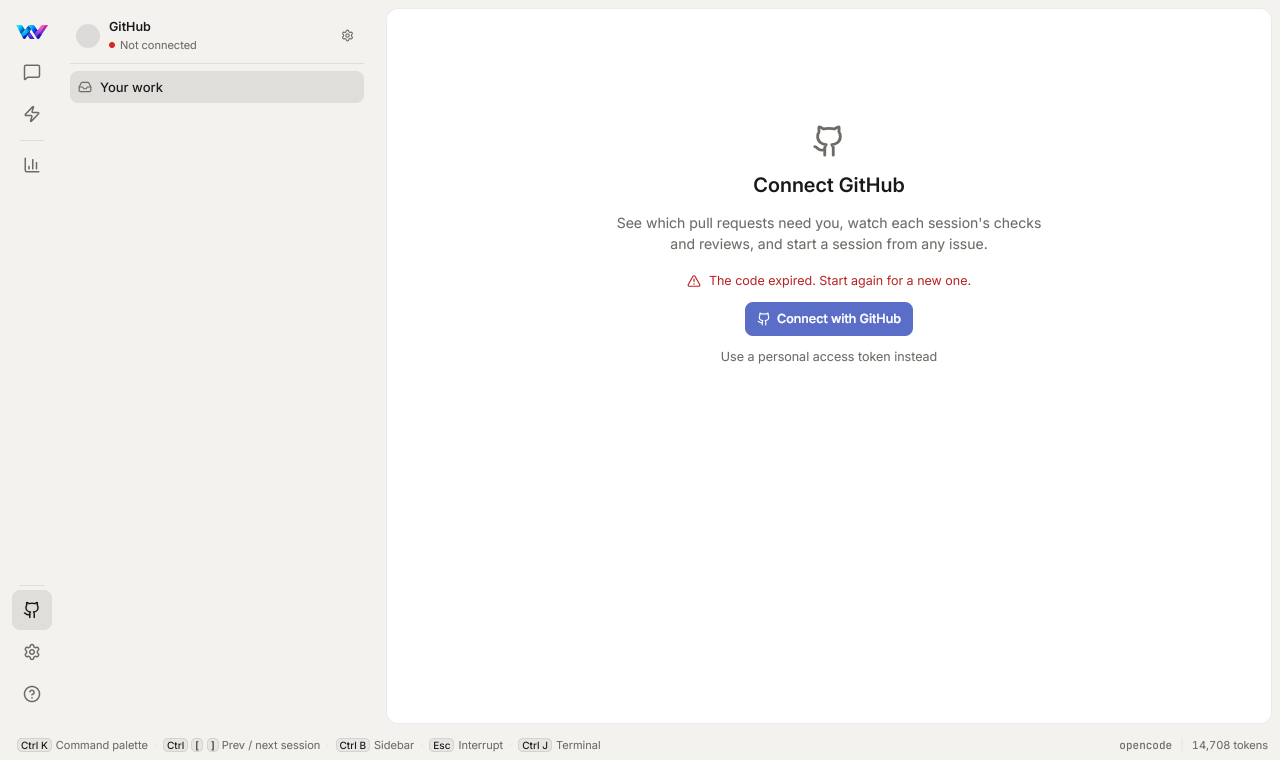 GitHub
Not connected
Your work
Connect GitHub
See which pull requests need you, watch each session's checks
and reviews, and start a session from any issue.
The code expired. Start again for a new one.
Connect with GitHub
Use a personal access token instead
Ctrl K Command palette Ctrl [ ] Prev / next session Ctrl B Sidebar Esc Interrupt Ctrl J Terminal opencode 14,708 tokens